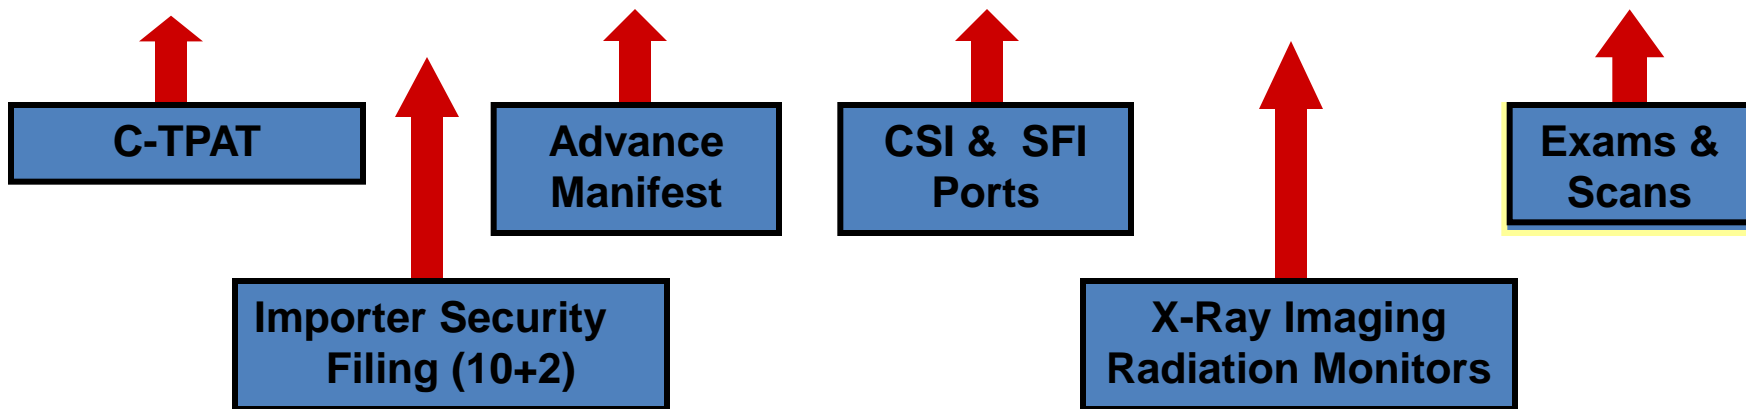 C-TPAT
Advance
Manifest
CSI & SFI
Ports
Exams &
Scans
Importer Security
Filing (10+2)
X-Ray Imaging
Radiation Monitors